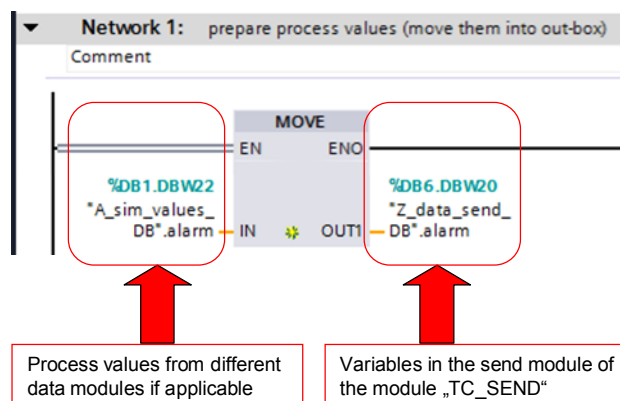 Network 1: prepare process values (move them into out-box)
Comment
MOVE
EN ENO
%DB1.DBW22 %DB6.DBW20
"A_sim_values_ "Z_data_send_
DB".alarm IN OUT1 DB".alarm
Process values from different
data modules if applicable
Variables in the send module of
the module „TC_SEND“